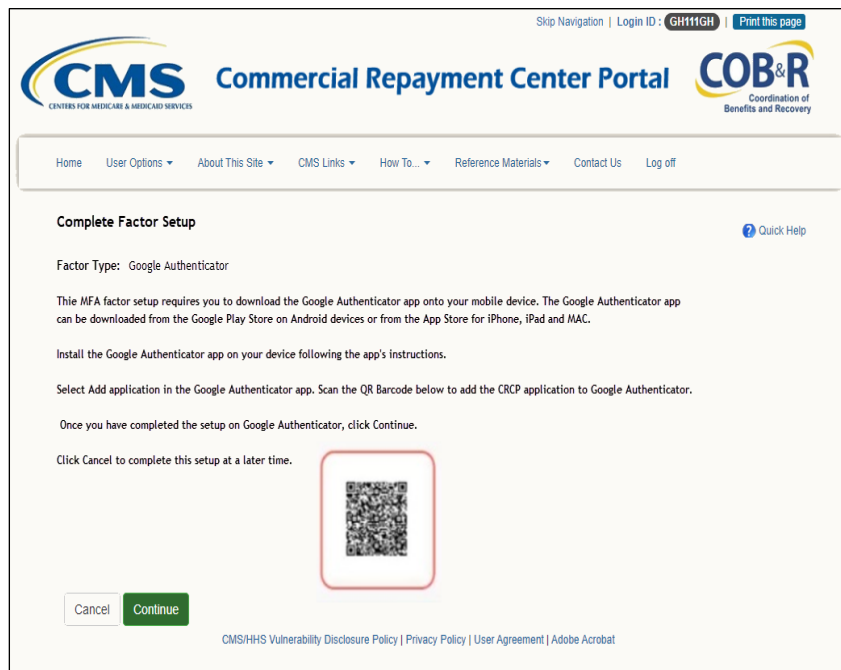 Skip Navigation | Login ID : GH111GH | Print this page
CMS
CENTERS FOR MEDICARE & MEDICAID SERVICES
Commercial Repayment Center Portal
COB&R
Coordination of
Benefits and Recovery
Home User Options About This Site CMS Links How To... Reference Materials Contact Us Log off
Complete Factor Setup
Quick Help
Factor Type: Google Authenticator
This MFA factor setup requires you to download the Google Authenticator app onto your mobile device. The Google Authenticator app
can be downloaded from the Google Play Store on Android devices or from the App Store for iPhone, iPad and MAC.
Install the Google Authenticator app on your device following the app's instructions.
Select Add application in the Google Authenticator app. Scan the QR Barcode below to add the CRCP application to Google Authenticator.
Once you have completed the setup on Google Authenticator, click Continue.
Click Cancel to complete this setup at a later time.
Cancel Continue
CMS/HHS Vulnerability Disclosure Policy | Privacy Policy | User Agreement | Adobe Acrobat